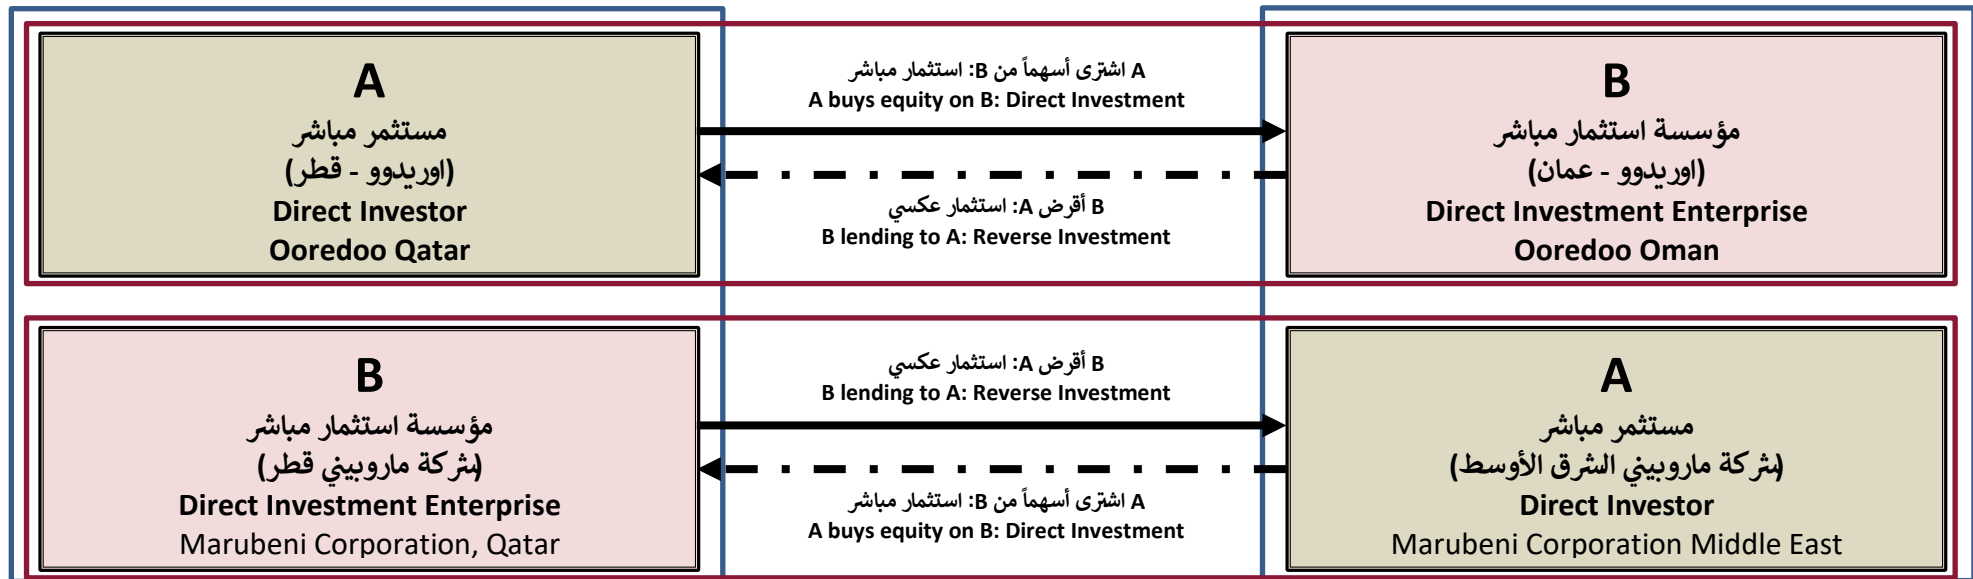 A
مستثمر مباشر
(اوريدوو - قطر)
Direct Investor
Ooredoo Qatar
A اشترى أسهماً من B: استثمار مباشر
A buys equity on B: Direct Investment
B أقرض A: استثمار عكسي
B lending to A: Reverse Investment
B
مؤسسة استثمار مباشر
(اوريدوو - عمان)
Direct Investment Enterprise
Ooredoo Oman
B
مؤسسة استثمار مباشر
(شركة ماروبيني قطر)
Direct Investment Enterprise
Marubeni Corporation, Qatar
B أقرض A: استثمار عكسي
B lending to A: Reverse Investment
A اشترى أسهماً من B: استثمار مباشر
A buys equity on B: Direct Investment
A
مستثمر مباشر
(شركة ماروبيني الشرق الأوسط)
Direct Investor
Marubeni Corporation Middle East